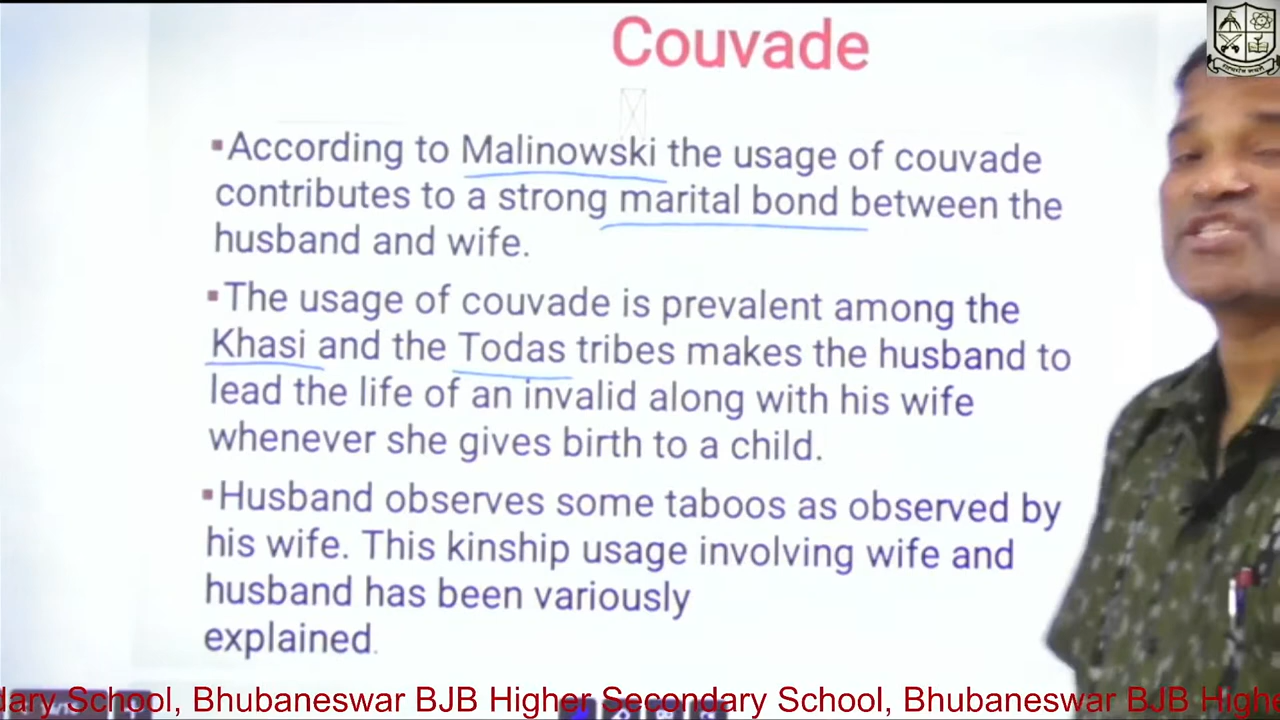 Couvade
▪According to Malinowski the usage of couvade
contributes to a strong marital bond between the
husband and wife.
▪The usage of couvade is prevalent among the
Khasi and the Todas tribes makes the husband to
lead the life of an invalid along with his wife
whenever she gives birth to a child.
▪Husband observes some taboos as observed by
his wife. This kinship usage involving wife and
husband has been variously
explained.
dary School, Bhubaneswar BJB Higher Secondary School, Bhubaneswar BJB Highe